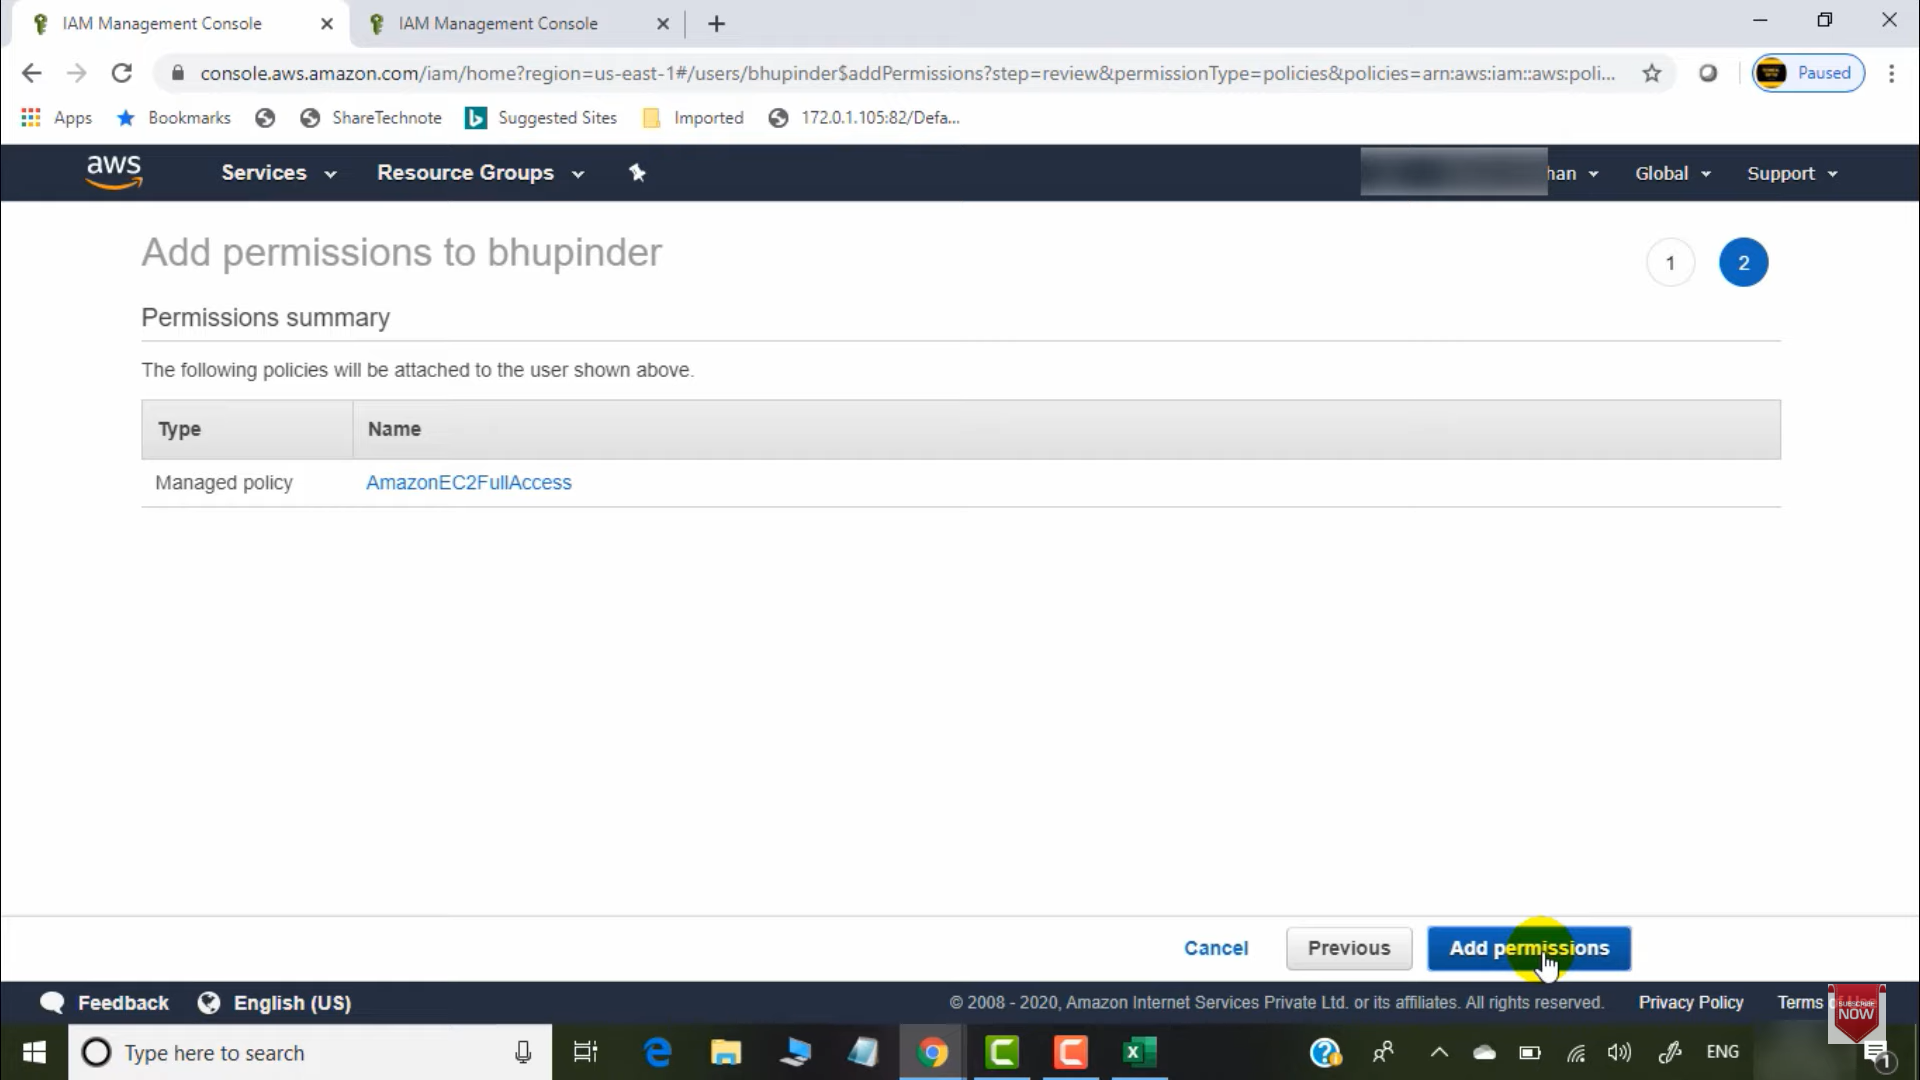 IAM Management Console
IAM Management Console
console.aws.amazon.com/iam/home?region=us-east-1#/users/bhupinder$addPermissions?step=review&permissionType=policies&policies=arn:aws:iam::aws:poli...
Paused
Apps
Bookmarks
ShareTechnote
Suggested Sites
Imported
172.0.1.105:82/Defa...
aws
Services
Resource Groups
han
Global
Support
Add permissions to bhupinder
1
2
Permissions summary
The following policies will be attached to the user shown above.
Type
Name
Managed policy
AmazonEC2FullAccess
Cancel
Previous
Add permissions
Feedback
English (US)
© 2008 - 2020, Amazon Internet Services Private Ltd. or its affiliates. All rights reserved.
Privacy Policy
Terms
SUBSCRIBE
NOW
Type here to search
ENG
1